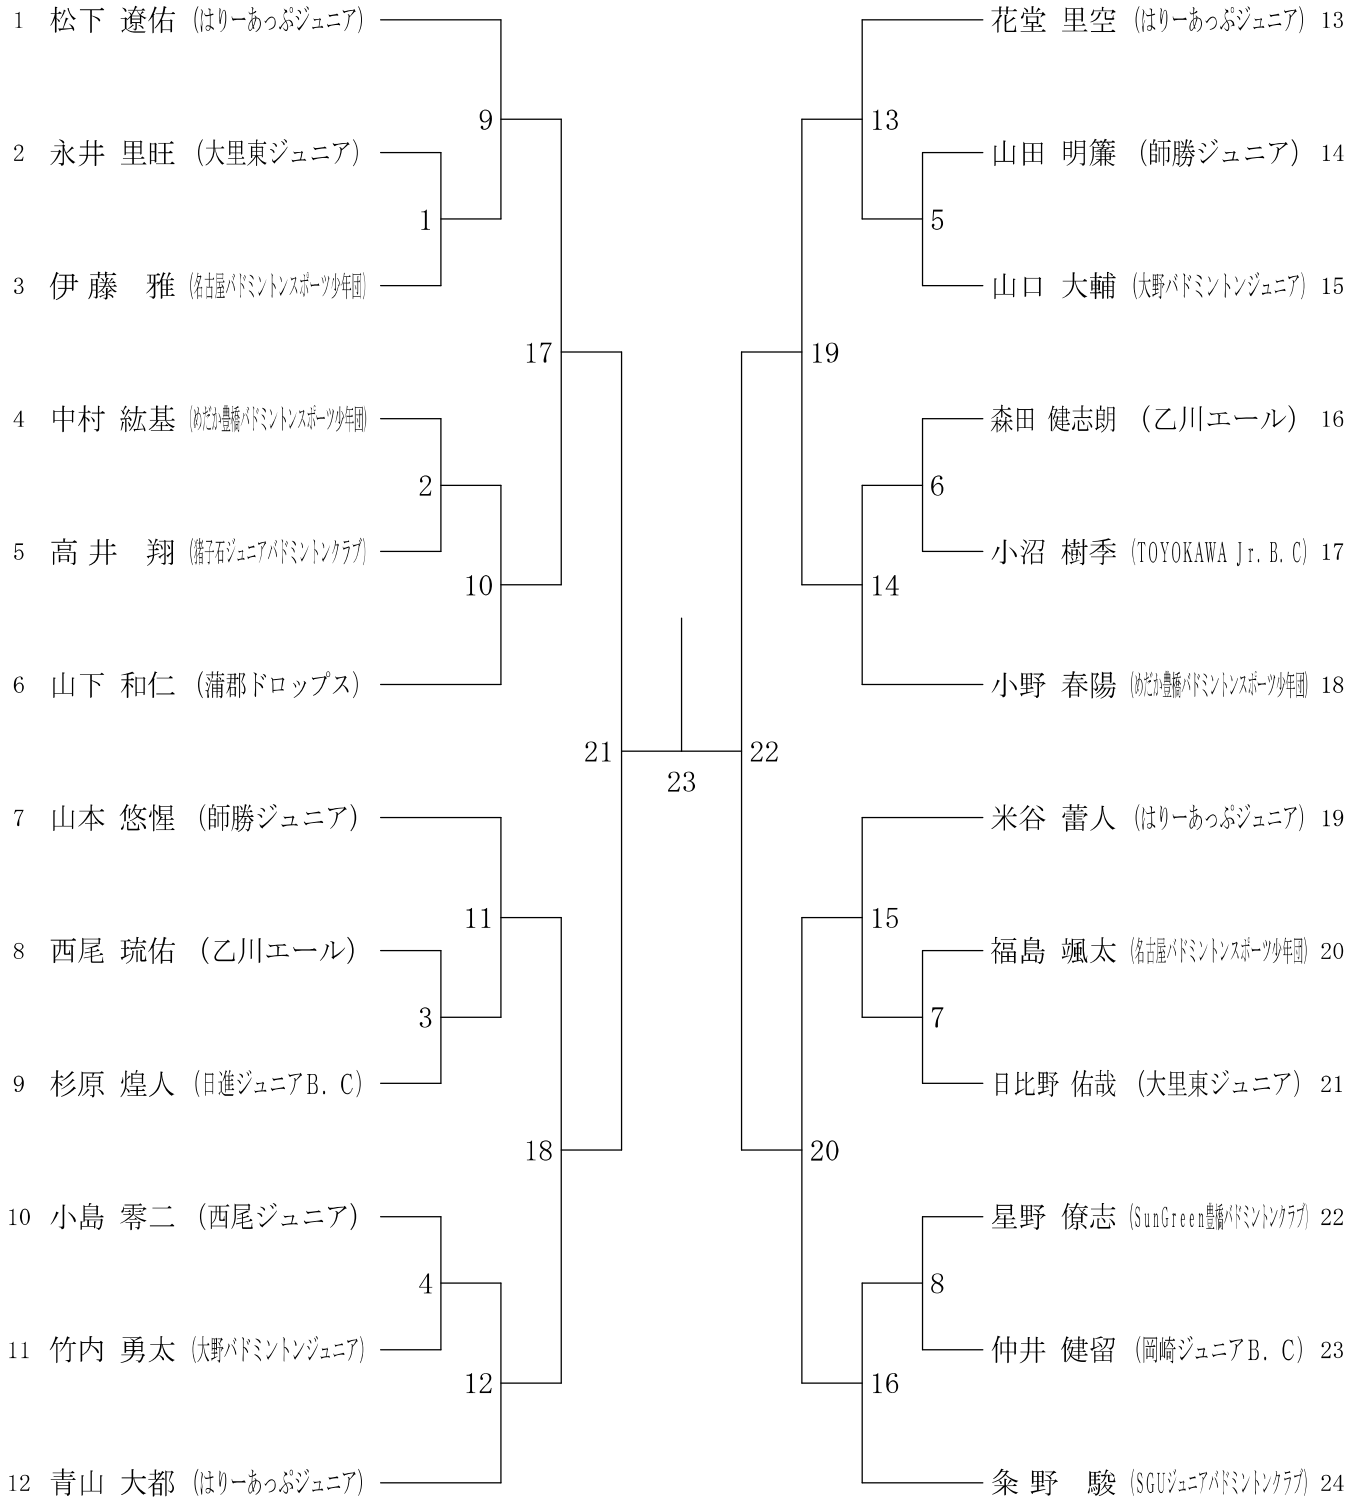 1 松下 遼佑 (はりーあっぷジュニア)
2 永井 里旺 (大里東ジュニア)
3 伊藤 雅 (名古屋バドミントンスポーツ少年団)
4 中村 紘基 (めだか豊橋バドミントンスポーツ少年団)
5 高井 翔 (猪子石ジュニアバドミントンクラブ)
6 山下 和仁 (蒲郡ドロップス)
7 山本 悠惺 (師勝ジュニア)
8 西尾 琉佑 (乙川エール)
9 杉原 煌人 (日進ジュニアB.C)
10 小島 零二 (西尾ジュニア)
11 竹内 勇太 (大野バドミントンジュニア)
12 青山 大都 (はりーあっぷジュニア)
1
2
3
4
9
10
11
12
17
18
21
23
22
19
20
13
14
15
16
5
6
7
8
花堂 里空 (はりーあっぷジュニア) 13
山田 明簾 (師勝ジュニア) 14
山口 大輔 (大野バドミントンジュニア) 15
森田 健志朗 (乙川エール) 16
小沼 樹季 (TOYOKAWA Jr.B.C) 17
小野 春陽 (めだか豊橋バドミントンスポーツ少年団) 18
米谷 蕾人 (はりーあっぷジュニア) 19
福島 颯太 (名古屋バドミントンスポーツ少年団) 20
日比野 佑哉 (大里東ジュニア) 21
星野 僚志 (SunGreen豊橋バドミントンクラブ) 22
仲井 健留 (岡崎ジュニアB.C) 23
粂野 駿 (SGUジュニアバドミントンクラブ) 24